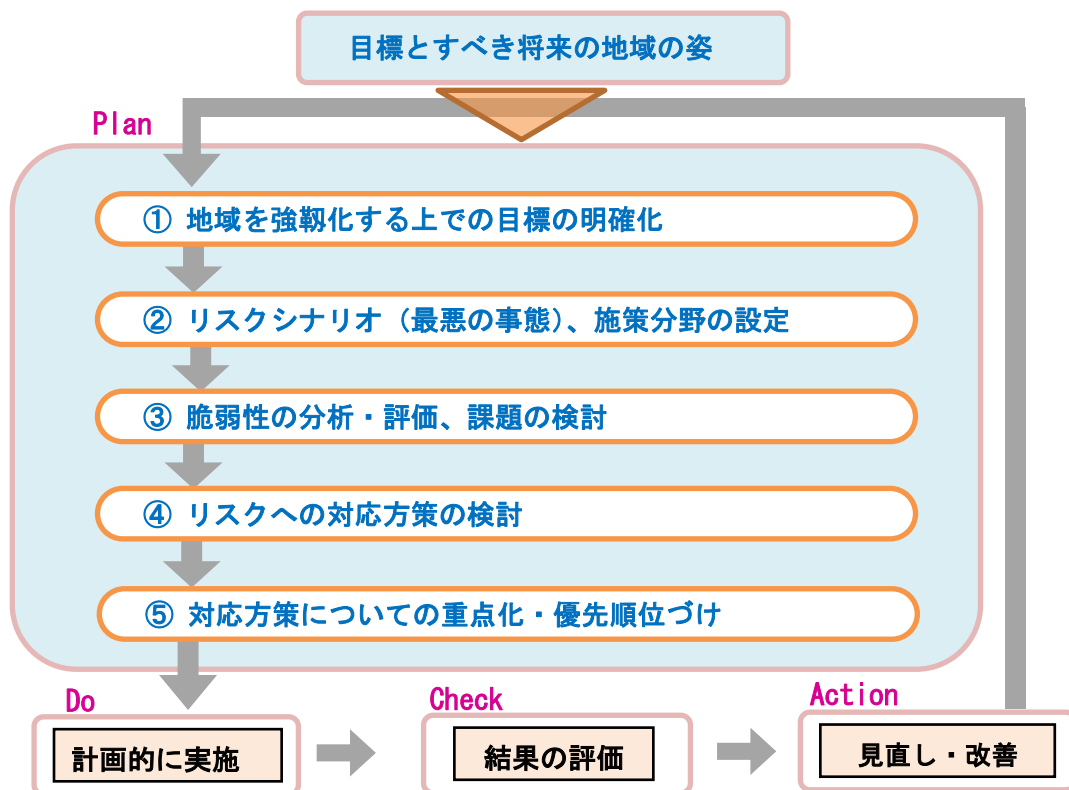 目標とすべき将来の地域の姿
Plan
① 地域を強靱化する上での目標の明確化
② リスクシナリオ（最悪の事態）、施策分野の設定
③ 脆弱性の分析・評価、課題の検討
④ リスクへの対応方策の検討
⑤ 対応方策についての重点化・優先順位づけ
Do
計画的に実施
Check
結果の評価
Action
見直し・改善